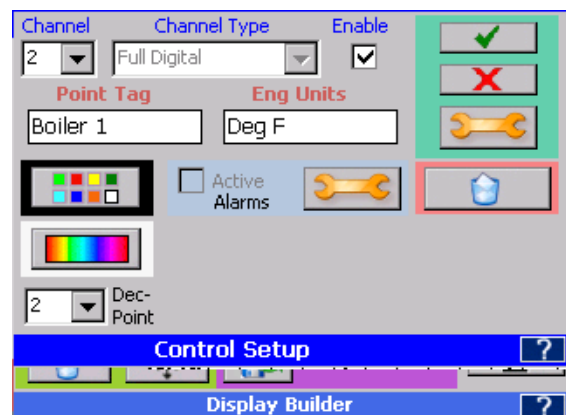 Channel Channel Type Enable
2 Full Digital
Point Tag Eng Units
Boiler 1 Deg F
Active
Alarms
2 Dec-
Point
Control Setup ?
Display Builder ?